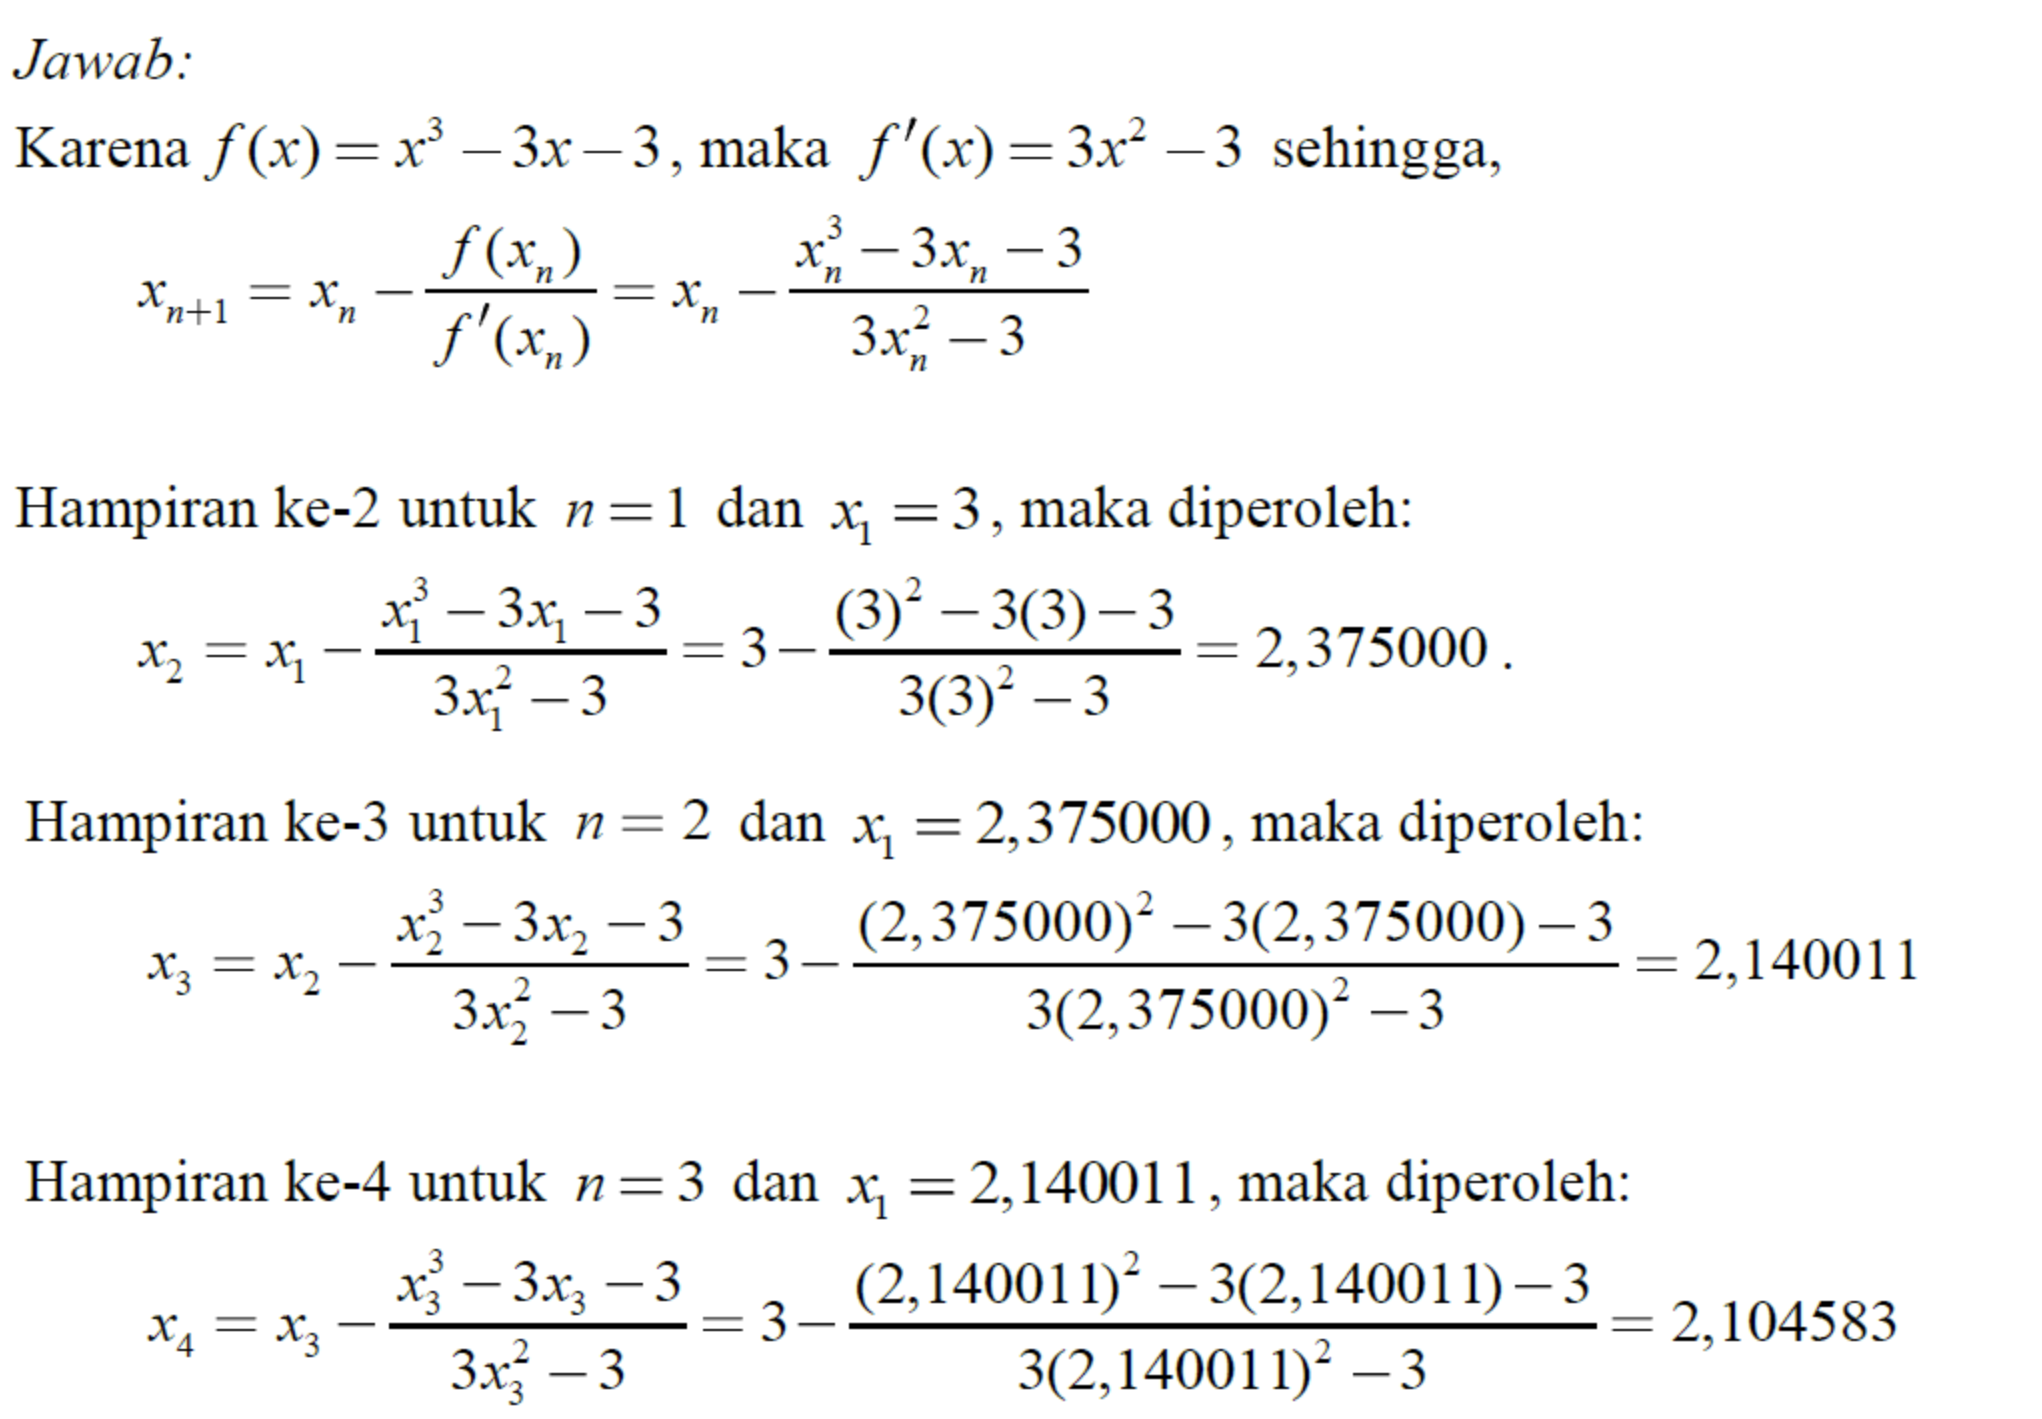 Jawab:
Karena f(x) = x³ − 3x − 3, maka f′(x) = 3x² − 3 sehingga,
xₙ₊₁ = xₙ − f(xₙ)/f′(xₙ) = xₙ − (xₙ³ − 3xₙ − 3)/(3xₙ² − 3)
Hampiran ke-2 untuk n = 1 dan x₁ = 3, maka diperoleh:
x₂ = x₁ − (x₁³ − 3x₁ − 3)/(3x₁² − 3) = 3 − ((3)² − 3(3) − 3)/(3(3)² − 3) = 2,375000 .
Hampiran ke-3 untuk n = 2 dan x₁ = 2,375000, maka diperoleh:
x₃ = x₂ − (x₂³ − 3x₂ − 3)/(3x₂² − 3) = 3 − ((2,375000)² − 3(2,375000) − 3)/(3(2,375000)² − 3) = 2,140011
Hampiran ke-4 untuk n = 3 dan x₁ = 2,140011, maka diperoleh:
x₄ = x₃ − (x₃³ − 3x₃ − 3)/(3x₃² − 3) = 3 − ((2,140011)² − 3(2,140011) − 3)/(3(2,140011)² − 3) = 2,104583